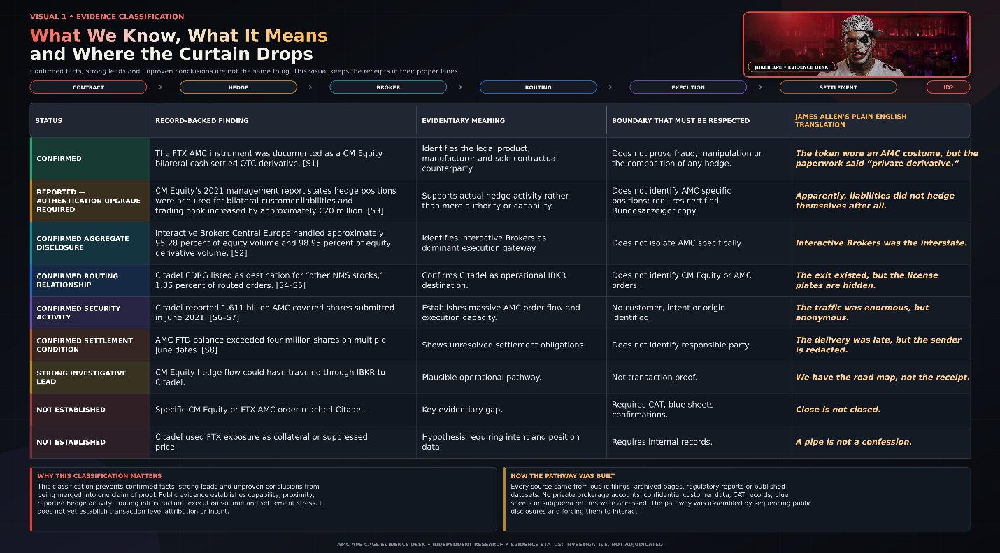 VISUAL 1 • EVIDENCE CLASSIFICATION
What We Know, What It Means
and Where the Curtain Drops
Confirmed facts, strong leads and unproven conclusions are not the same thing. This visual keeps the receipts in their proper lanes.
JOKER APE • EVIDENCE DESK
CONTRACT → HEDGE → BROKER → ROUTING → EXECUTION → SETTLEMENT ID?
STATUS
RECORD-BACKED FINDING
EVIDENTIARY MEANING
BOUNDARY THAT MUST BE RESPECTED
JAMES ALLEN'S PLAIN-ENGLISH
TRANSLATION
CONFIRMED
The FTX AMC instrument was documented as a CM Equity
bilateral cash settled OTC derivative. [S1]
Identifies the legal product,
manufacturer and sole contractual
counterparty.
Does not prove fraud, manipulation or
the composition of any hedge.
The token wore an AMC costume, but the
paperwork said “private derivative.”
REPORTED —
AUTHENTICATION UPGRADE
REQUIRED
CM Equity’s 2021 management report states hedge positions
were acquired for bilateral customer liabilities and
trading book increased by approximately €20 million. [S3]
Supports actual hedge activity rather
than mere authority or capability.
Does not identify AMC specific
positions; requires certified
Bundesanzeiger copy.
Apparently, liabilities did not hedge
themselves after all.
CONFIRMED AGGREGATE
DISCLOSURE
Interactive Brokers Central Europe handled approximately
95.28 percent of equity volume and 98.95 percent of equity
derivative volume. [S2]
Identifies Interactive Brokers as
dominant execution gateway.
Does not isolate AMC specifically.
Interactive Brokers was the interstate.
CONFIRMED ROUTING
RELATIONSHIP
Citadel CDRG listed as destination for “other NMS stocks,”
1.86 percent of routed orders. [S4–S5]
Confirms Citadel as operational IBKR
destination.
Does not identify CM Equity or AMC
orders.
The exit existed, but the license
plates are hidden.
CONFIRMED SECURITY
ACTIVITY
Citadel reported 1.611 billion AMC covered shares submitted
in June 2021. [S6–S7]
Establishes massive AMC order flow and
execution capacity.
No customer, intent or origin
identified.
The traffic was enormous, but
anonymous.
CONFIRMED SETTLEMENT
CONDITION
AMC FTD balance exceeded four million shares on multiple
June dates. [S8]
Shows unresolved settlement obligations.
Does not identify responsible party.
The delivery was late, but the sender
is redacted.
STRONG INVESTIGATIVE
LEAD
CM Equity hedge flow could have traveled through IBKR to
Citadel.
Plausible operational pathway.
Not transaction proof.
We have the road map, not the receipt.
NOT ESTABLISHED
Specific CM Equity or FTX AMC order reached Citadel.
Key evidentiary gap.
Requires CAT, blue sheets,
confirmations.
Close is not closed.
NOT ESTABLISHED
Citadel used FTX exposure as collateral or suppressed
price.
Hypothesis requiring intent and position
data.
Requires internal records.
A pipe is not a confession.
WHY THIS CLASSIFICATION MATTERS
This classification prevents confirmed facts, strong leads and unproven conclusions from
being merged into one claim of proof. Public evidence establishes capability, proximity,
reported hedge activity, routing infrastructure, execution volume and settlement stress. It
does not yet establish transaction-level attribution or intent.
HOW THE PATHWAY WAS BUILT
Every source came from public filings, archived pages, regulatory reports or published
datasets. No private brokerage accounts, confidential customer data, CAT records, blue
sheets or subpoena returns were accessed. The pathway was assembled by sequencing public
disclosures and forcing them to interact.
AMC APE CAGE EVIDENCE DESK • INDEPENDENT RESEARCH • EVIDENCE STATUS: INVESTIGATIVE, NOT ADJUDICATED